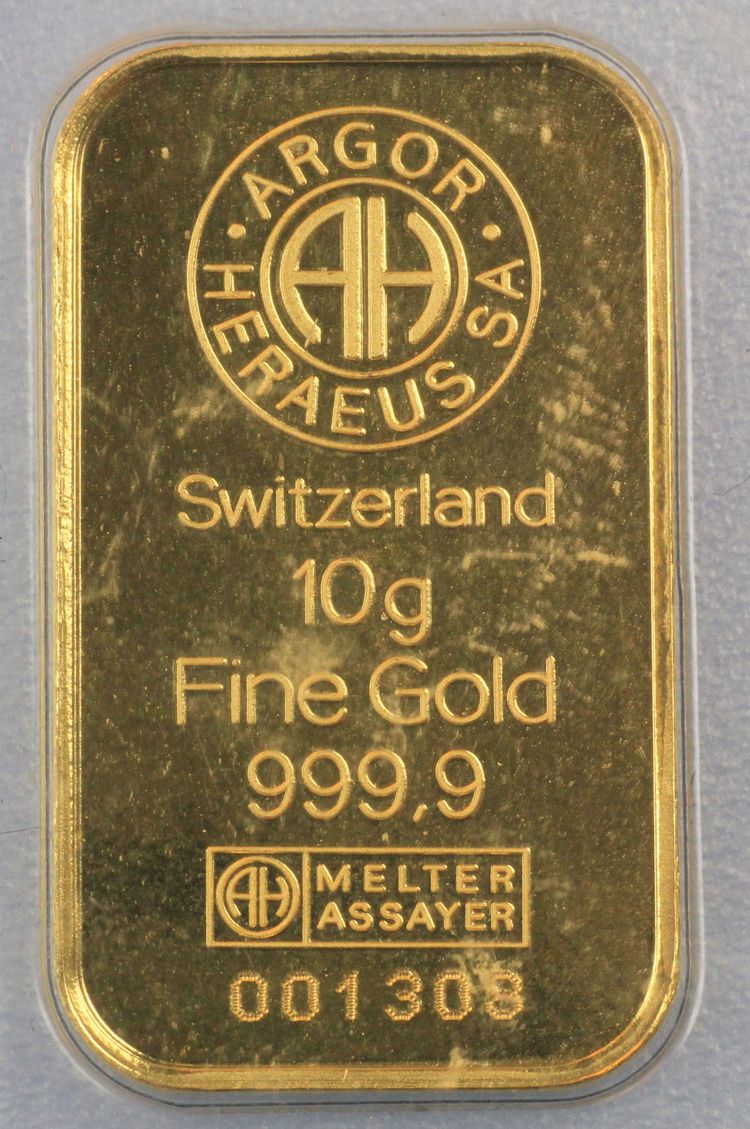 · ARGOR ·
HERAEUS SA
AH
Switzerland
10g
Fine Gold
999,9
AH MELTER
ASSAYER
001308